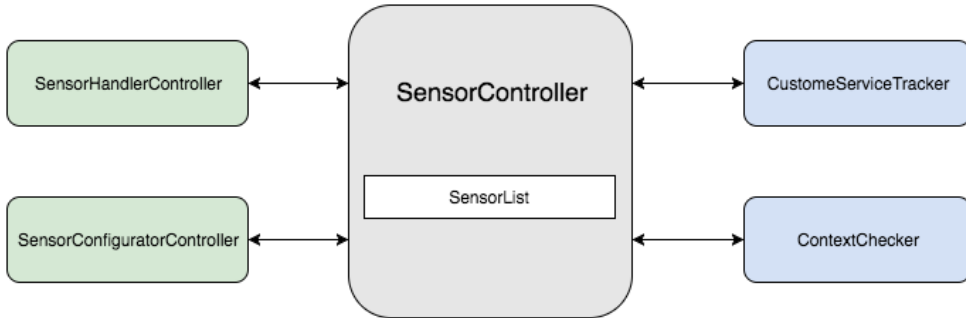 SensorHandlerController
SensorController
CustomeServiceTracker
SensorList
SensorConfiguratorController
ContextChecker